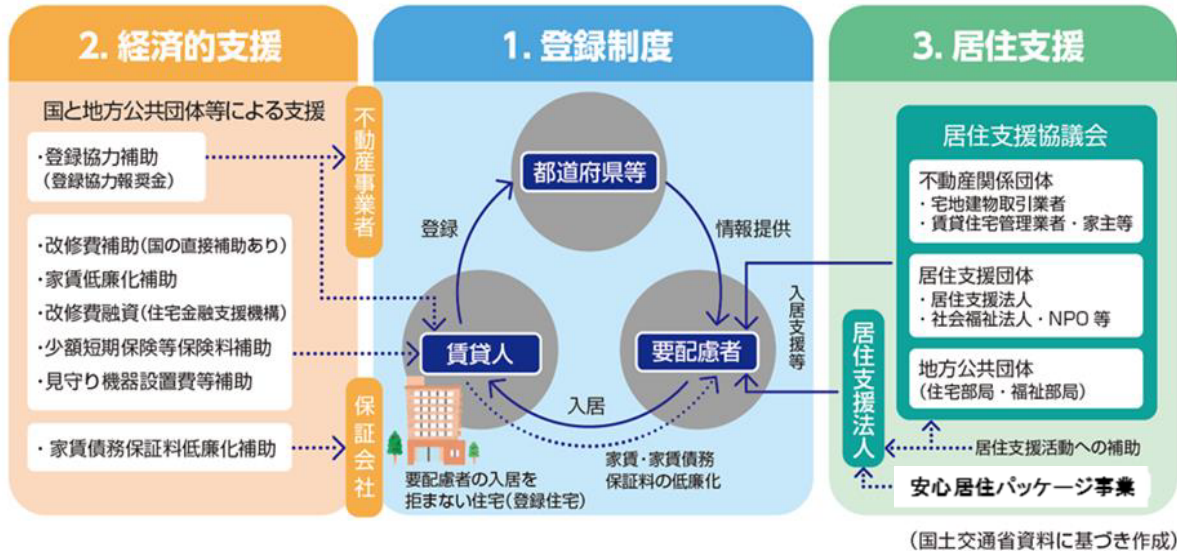 2. 経済的支援
国と地方公共団体等による支援
・登録協力補助
(登録協力報奨金)
・改修費補助(国の直接補助あり)
・家賃低廉化補助
・改修費融資(住宅金融支援機構)
・少額短期保険等保険料補助
・見守り機器設置費等補助
・家賃債務保証料低廉化補助
不動産事業者
保証会社
1. 登録制度
都道府県等
登録
情報提供
賃貸人
要配慮者
入居
家賃・家賃債務
保証料の低廉化
要配慮者の入居を
拒まない住宅(登録住宅)
入居支援等
3. 居住支援
居住支援協議会
不動産関係団体
・宅地建物取引業者
・賃貸住宅管理業者・家主等
居住支援団体
・居住支援法人
・社会福祉法人・NPO 等
地方公共団体
(住宅部局・福祉部局)
居住支援法人
居住支援活動への補助
安心居住パッケージ事業
(国土交通省資料に基づき作成)